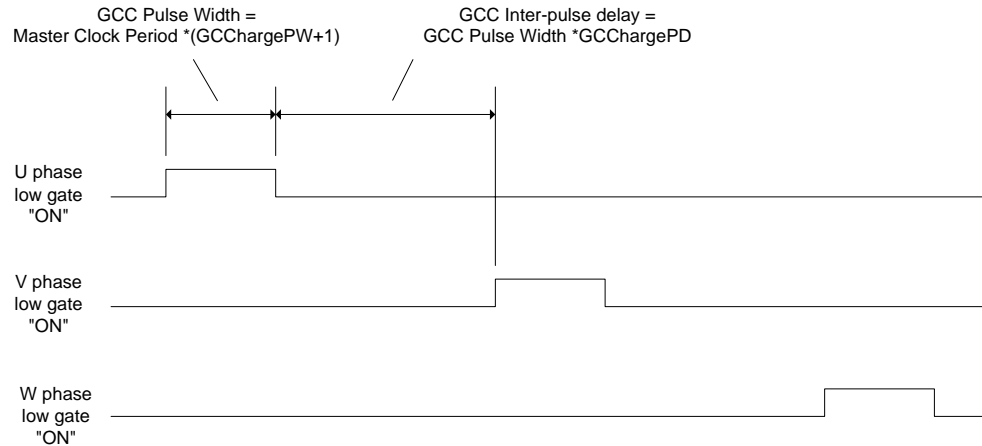 GCC Pulse Width =
Master Clock Period *(GCChargePW+1)
GCC Inter-pulse delay =
GCC Pulse Width *GCChargePD
U phase
low gate
"ON"
V phase
low gate
"ON"
W phase
low gate
"ON"